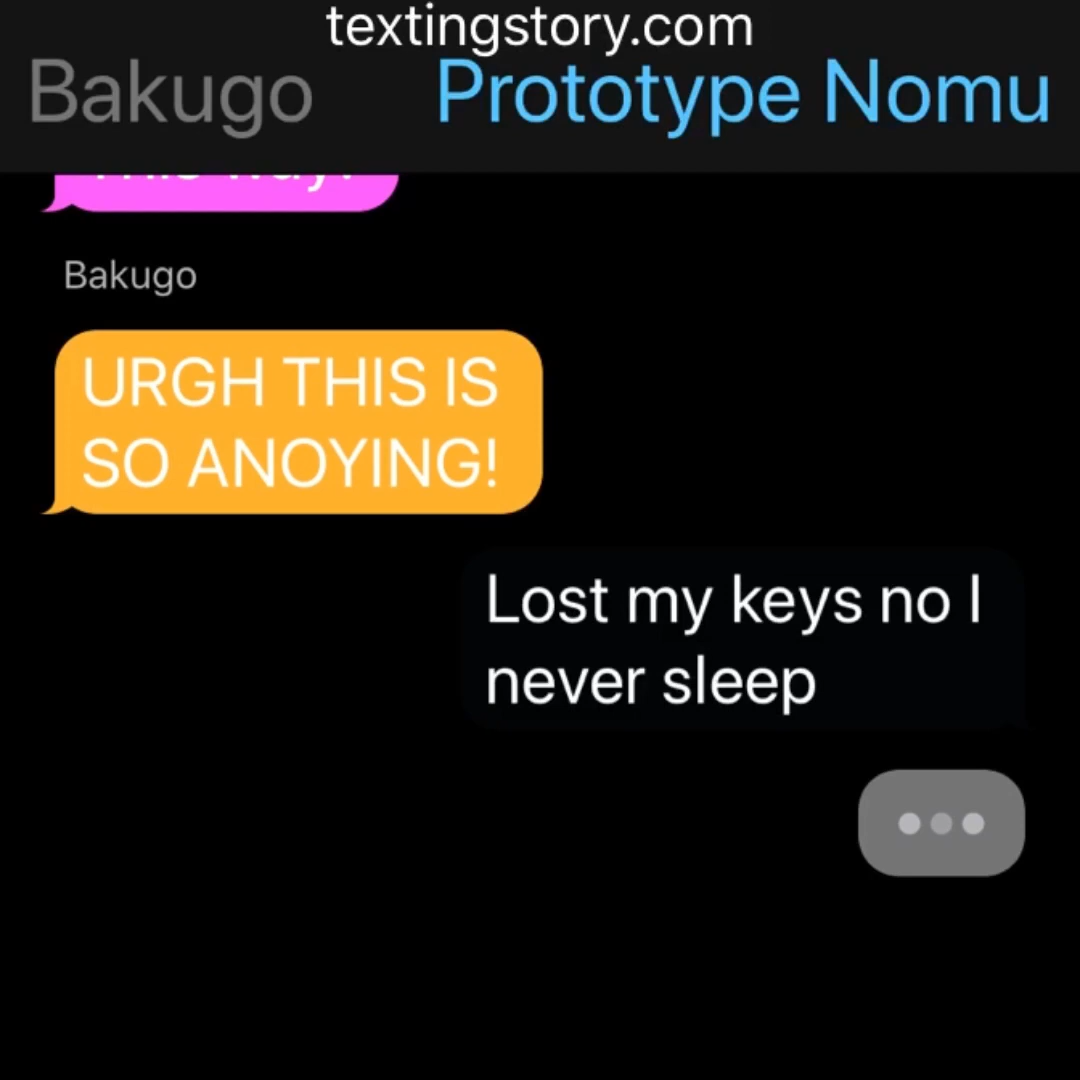 textingstory.com
Bakugo Prototype Nomu
Bakugo
URGH THIS IS
SO ANOYING!
Lost my keys no I
never sleep